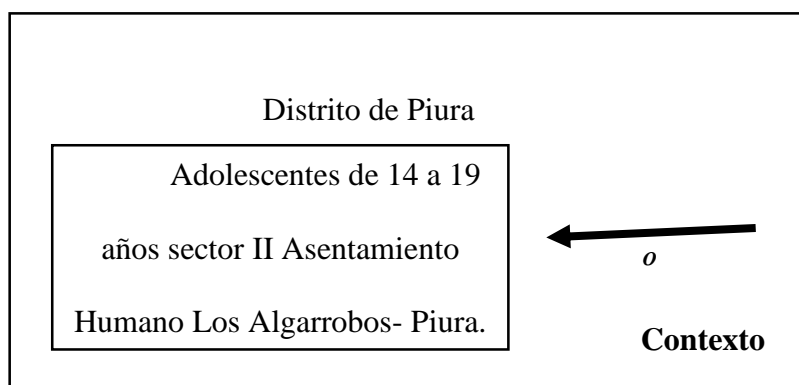 Distrito de Piura
Adolescentes de 14 a 19
años sector II Asentamiento
Humano Los Algarrobos- Piura.
O
Contexto